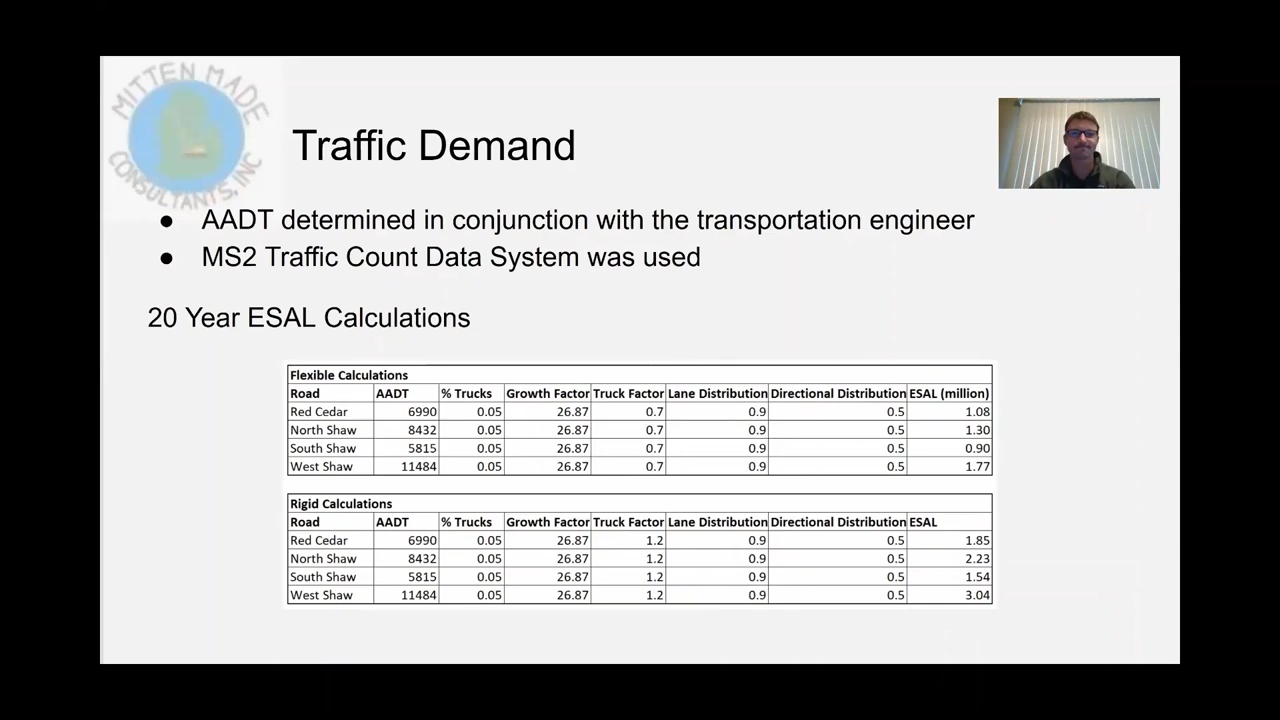 MITTEN MADE
CONSULTANTS, INC
Traffic Demand
● AADT determined in conjunction with the transportation engineer
● MS2 Traffic Count Data System was used
20 Year ESAL Calculations
Flexible Calculations
Road AADT % Trucks Growth Factor Truck Factor Lane Distribution Directional Distribution ESAL (million)
Red Cedar 6990 0.05 26.87 0.7 0.9 0.5 1.08
North Shaw 8432 0.05 26.87 0.7 0.9 0.5 1.30
South Shaw 5815 0.05 26.87 0.7 0.9 0.5 0.90
West Shaw 11484 0.05 26.87 0.7 0.9 0.5 1.77
Rigid Calculations
Road AADT % Trucks Growth Factor Truck Factor Lane Distribution Directional Distribution ESAL
Red Cedar 6990 0.05 26.87 1.2 0.9 0.5 1.85
North Shaw 8432 0.05 26.87 1.2 0.9 0.5 2.23
South Shaw 5815 0.05 26.87 1.2 0.9 0.5 1.54
West Shaw 11484 0.05 26.87 1.2 0.9 0.5 3.04